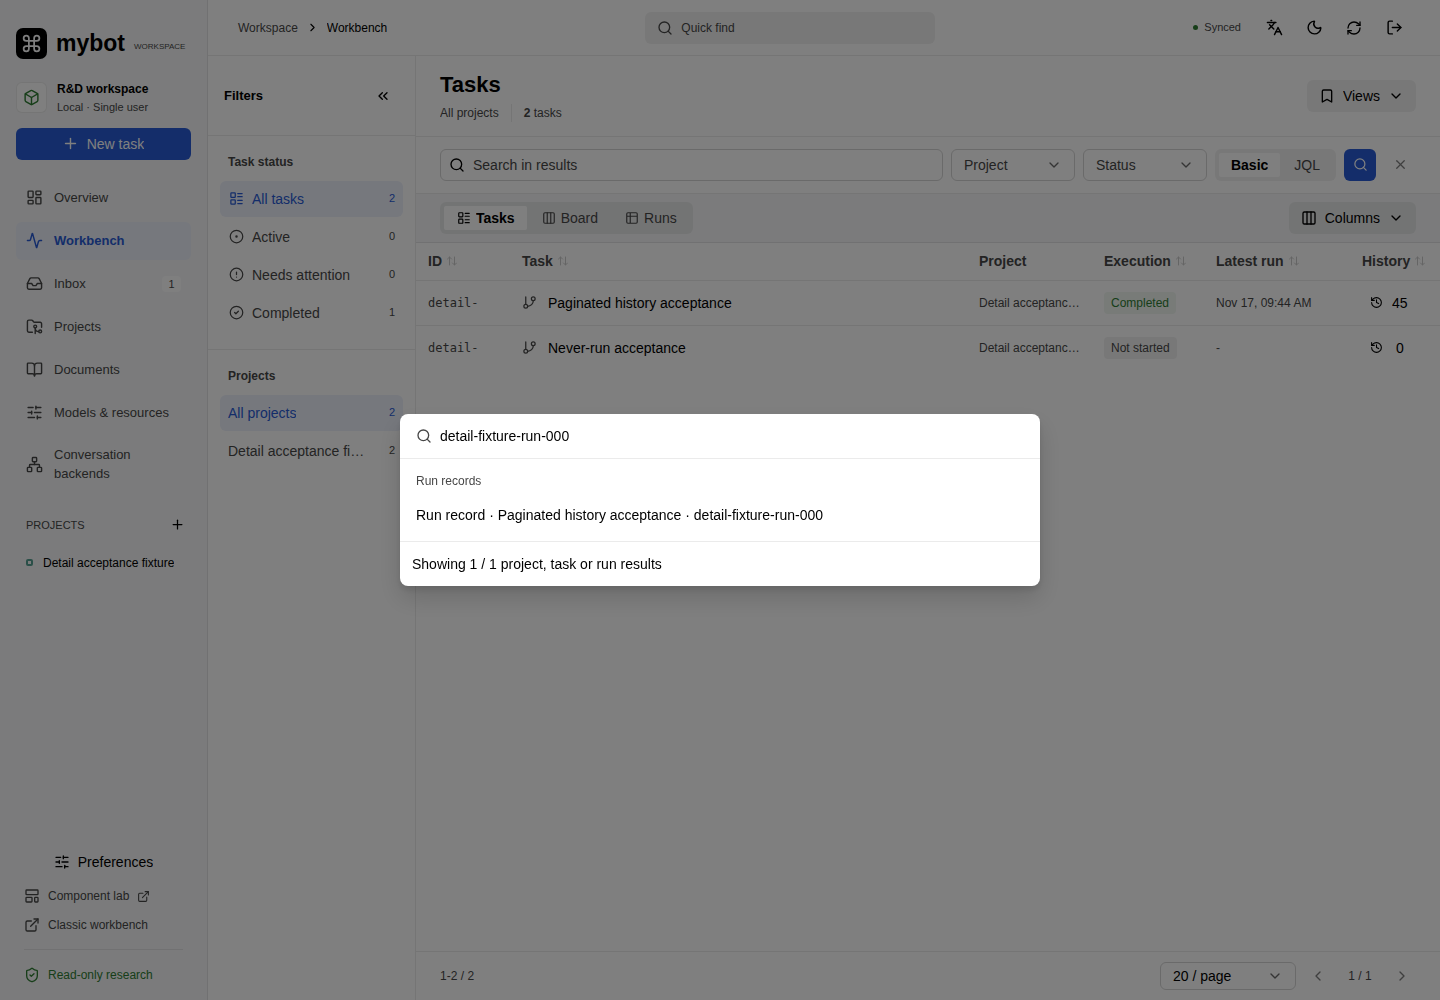 mybot WORKSPACE
R&D workspace
Local · Single user
New task
Overview
Workbench
Inbox 1
Projects
Documents
Models & resources
Conversation
backends
PROJECTS
Detail acceptance fixture
Preferences
Component lab
Classic workbench
Read-only research
Workspace Workbench
Quick find
Synced
Filters
Task status
All tasks 2
Active 0
Needs attention 0
Completed 1
Projects
All projects 2
Detail acceptance fi... 2
Tasks
All projects 2 tasks
Views
Search in results
Project
Status
Basic JQL
Tasks Board Runs
Columns
ID Task Project Execution Latest run History
detail- Paginated history acceptance Detail acceptanc... Completed Nov 17, 09:44 AM 45
detail- Never-run acceptance Detail acceptanc... Not started - 0
detail-fixture-run-000
Run records
Run record · Paginated history acceptance · detail-fixture-run-000
Showing 1 / 1 project, task or run results
1-2 / 2
20 / page
1 / 1